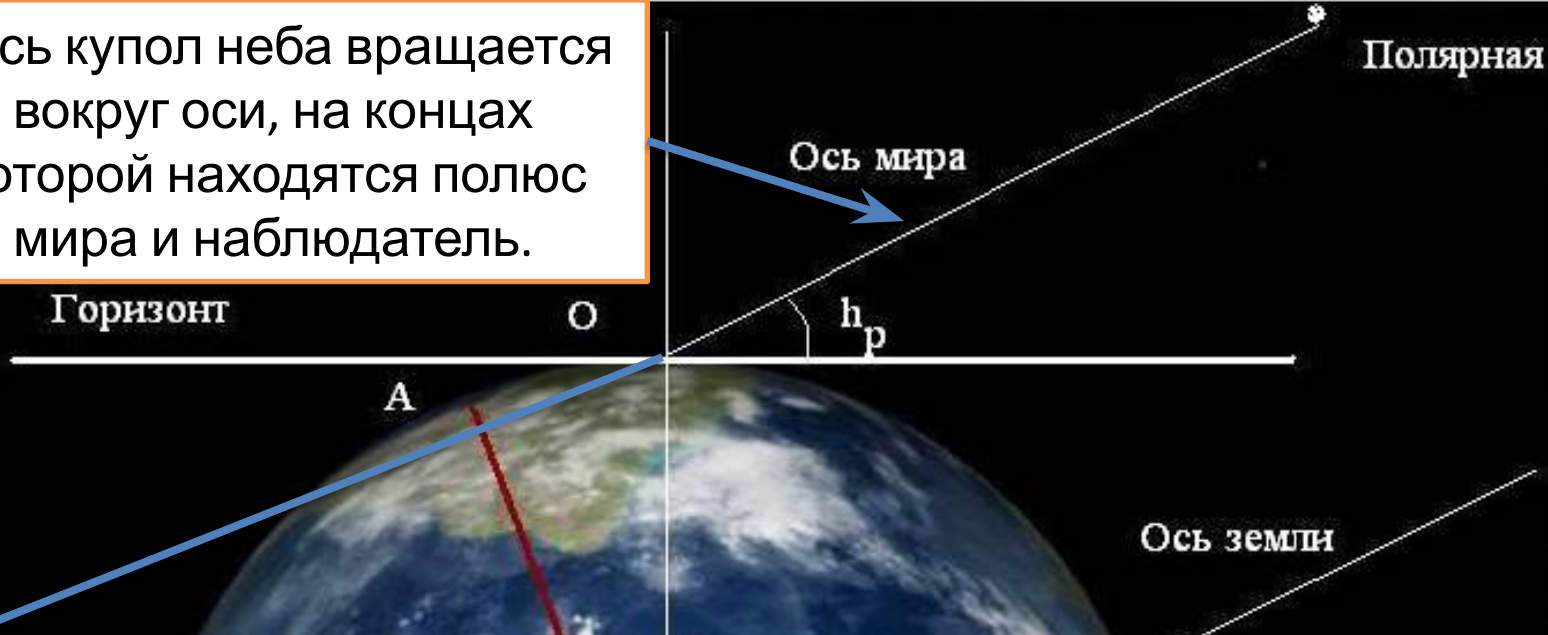 сь купол неба вращается
вокруг оси, на концах
оторой находятся полюс
мира и наблюдатель.
Полярная
Ось мира
Горизонт
O
hp
A
Ось земли